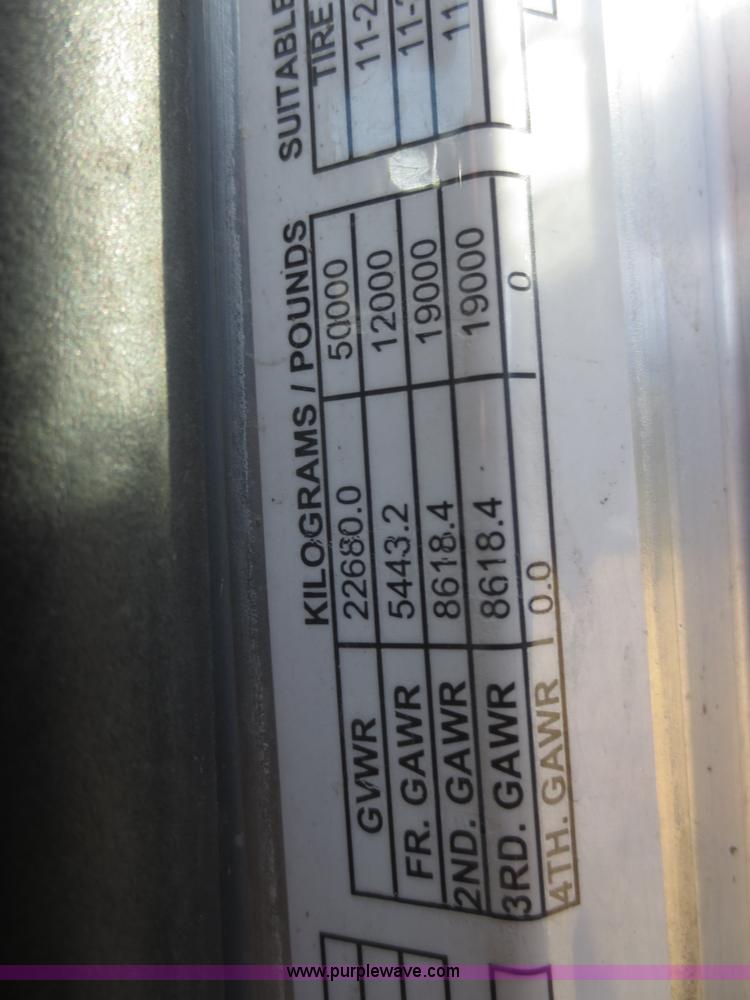 KILOGRAMS / POUNDS
GVWR 22680.0 50000
FR. GAWR 5443.2 12000
2ND. GAWR 8618.4 19000
3RD. GAWR 8618.4 19000
4TH. GAWR 0.0 0
SUITABLE
TIRE
11-2
11-
11
www.purplewave.com